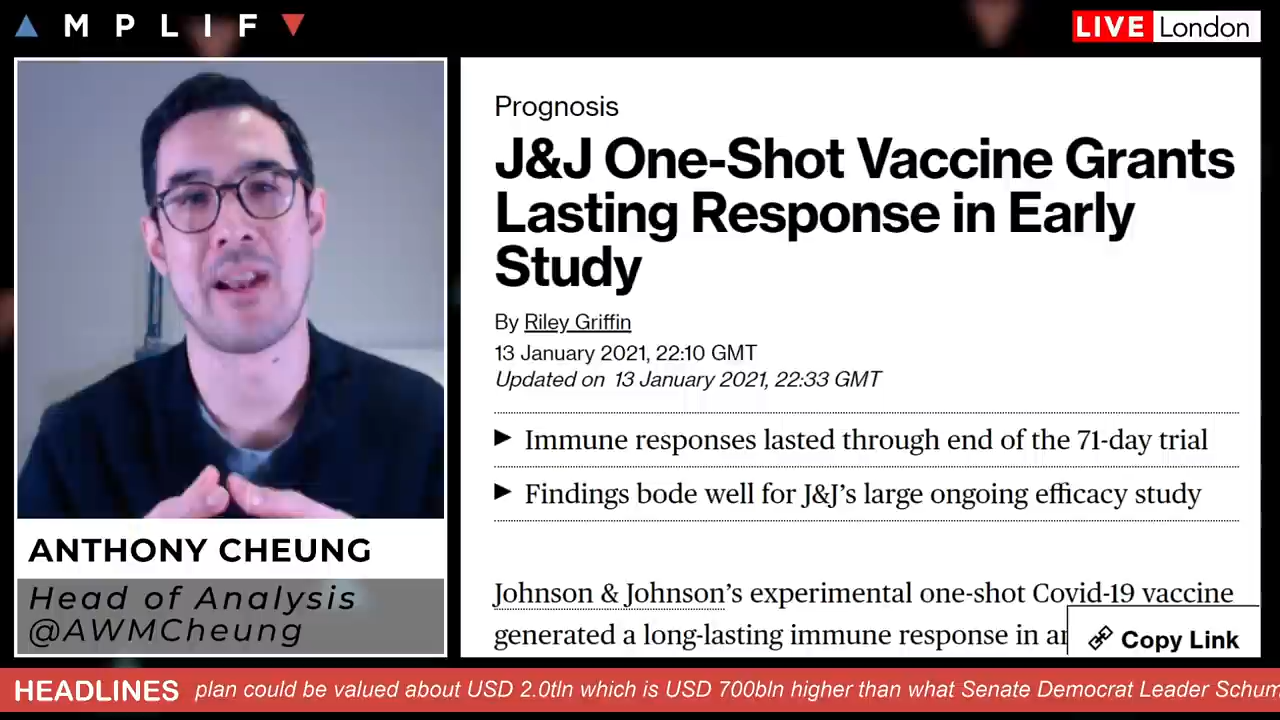 AMPLIFY
LIVE London
Prognosis
J&J One-Shot Vaccine Grants
Lasting Response in Early
Study
By Riley Griffin
13 January 2021, 22:10 GMT
Updated on 13 January 2021, 22:33 GMT
Immune responses lasted through end of the 71-day trial
Findings bode well for J&J's large ongoing efficacy study
Johnson & Johnson's experimental one-shot Covid-19 vaccine
generated a long-lasting immune response in
Copy Link
ANTHONY CHEUNG
Head of Analysis
@AWMCheung
HEADLINES plan could be valued about USD 2.0tln which is USD 700bln higher than what Senate Democrat Leader Schum